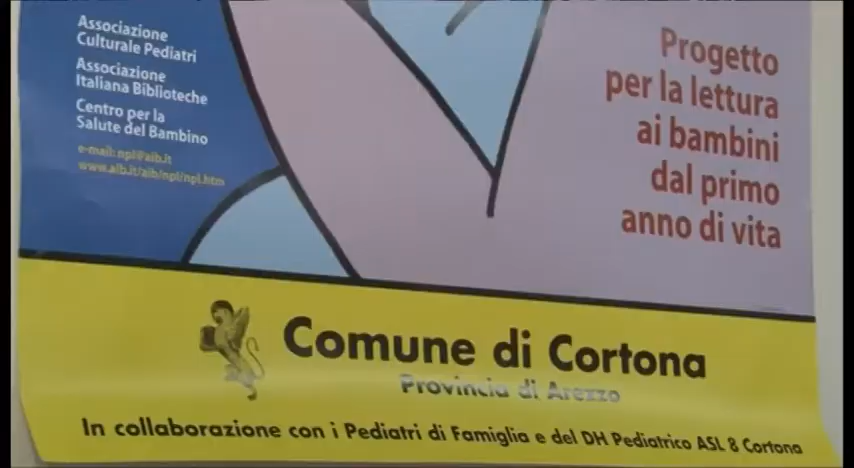 Associazione
Culturale Pediatri
Associazione
Italiana Biblioteche
Centro per la
Salute del Bambino
e-mail: npl@aib.it
www.aib.it/aib/npl/npl.htm
Progetto
per la lettura
ai bambini
dal primo
anno di vita
Comune di Cortona
Provincia di Arezzo
In collaborazione con i Pediatri di Famiglia e del DH Pediatrico ASL 8 Cortona